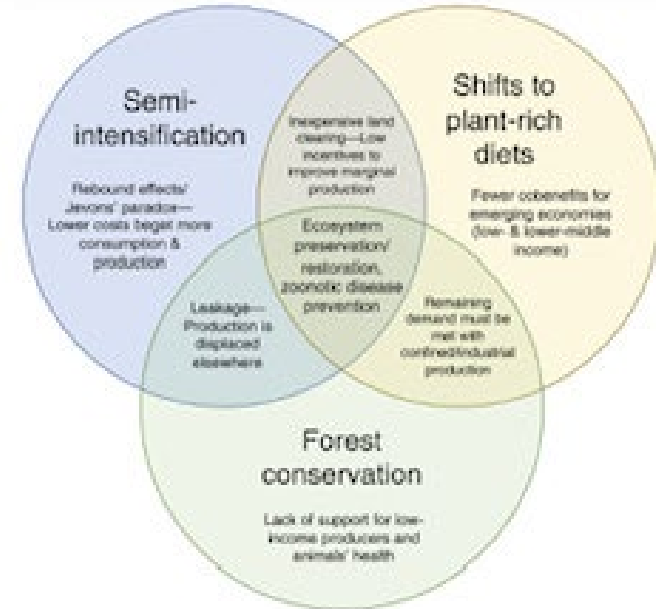 Semi-
intensification
Rebound effects/
Jevons' paradox—
Lower costs beget more
consumption &
production
Inexpensive land
clearing—Low
incentives to
improve marginal
production
Shifts to
plant-rich
diets
Fewer cobenefits for
emerging economies
(low- & lower-middle
income)
Ecosystem
preservation/
restoration,
zoonotic disease
prevention
Leakage—
Production is
displaced
elsewhere
Remaining
demand must be
met with
confined/industrial
production
Forest
conservation
Lack of support for low-
income producers and
animals' health